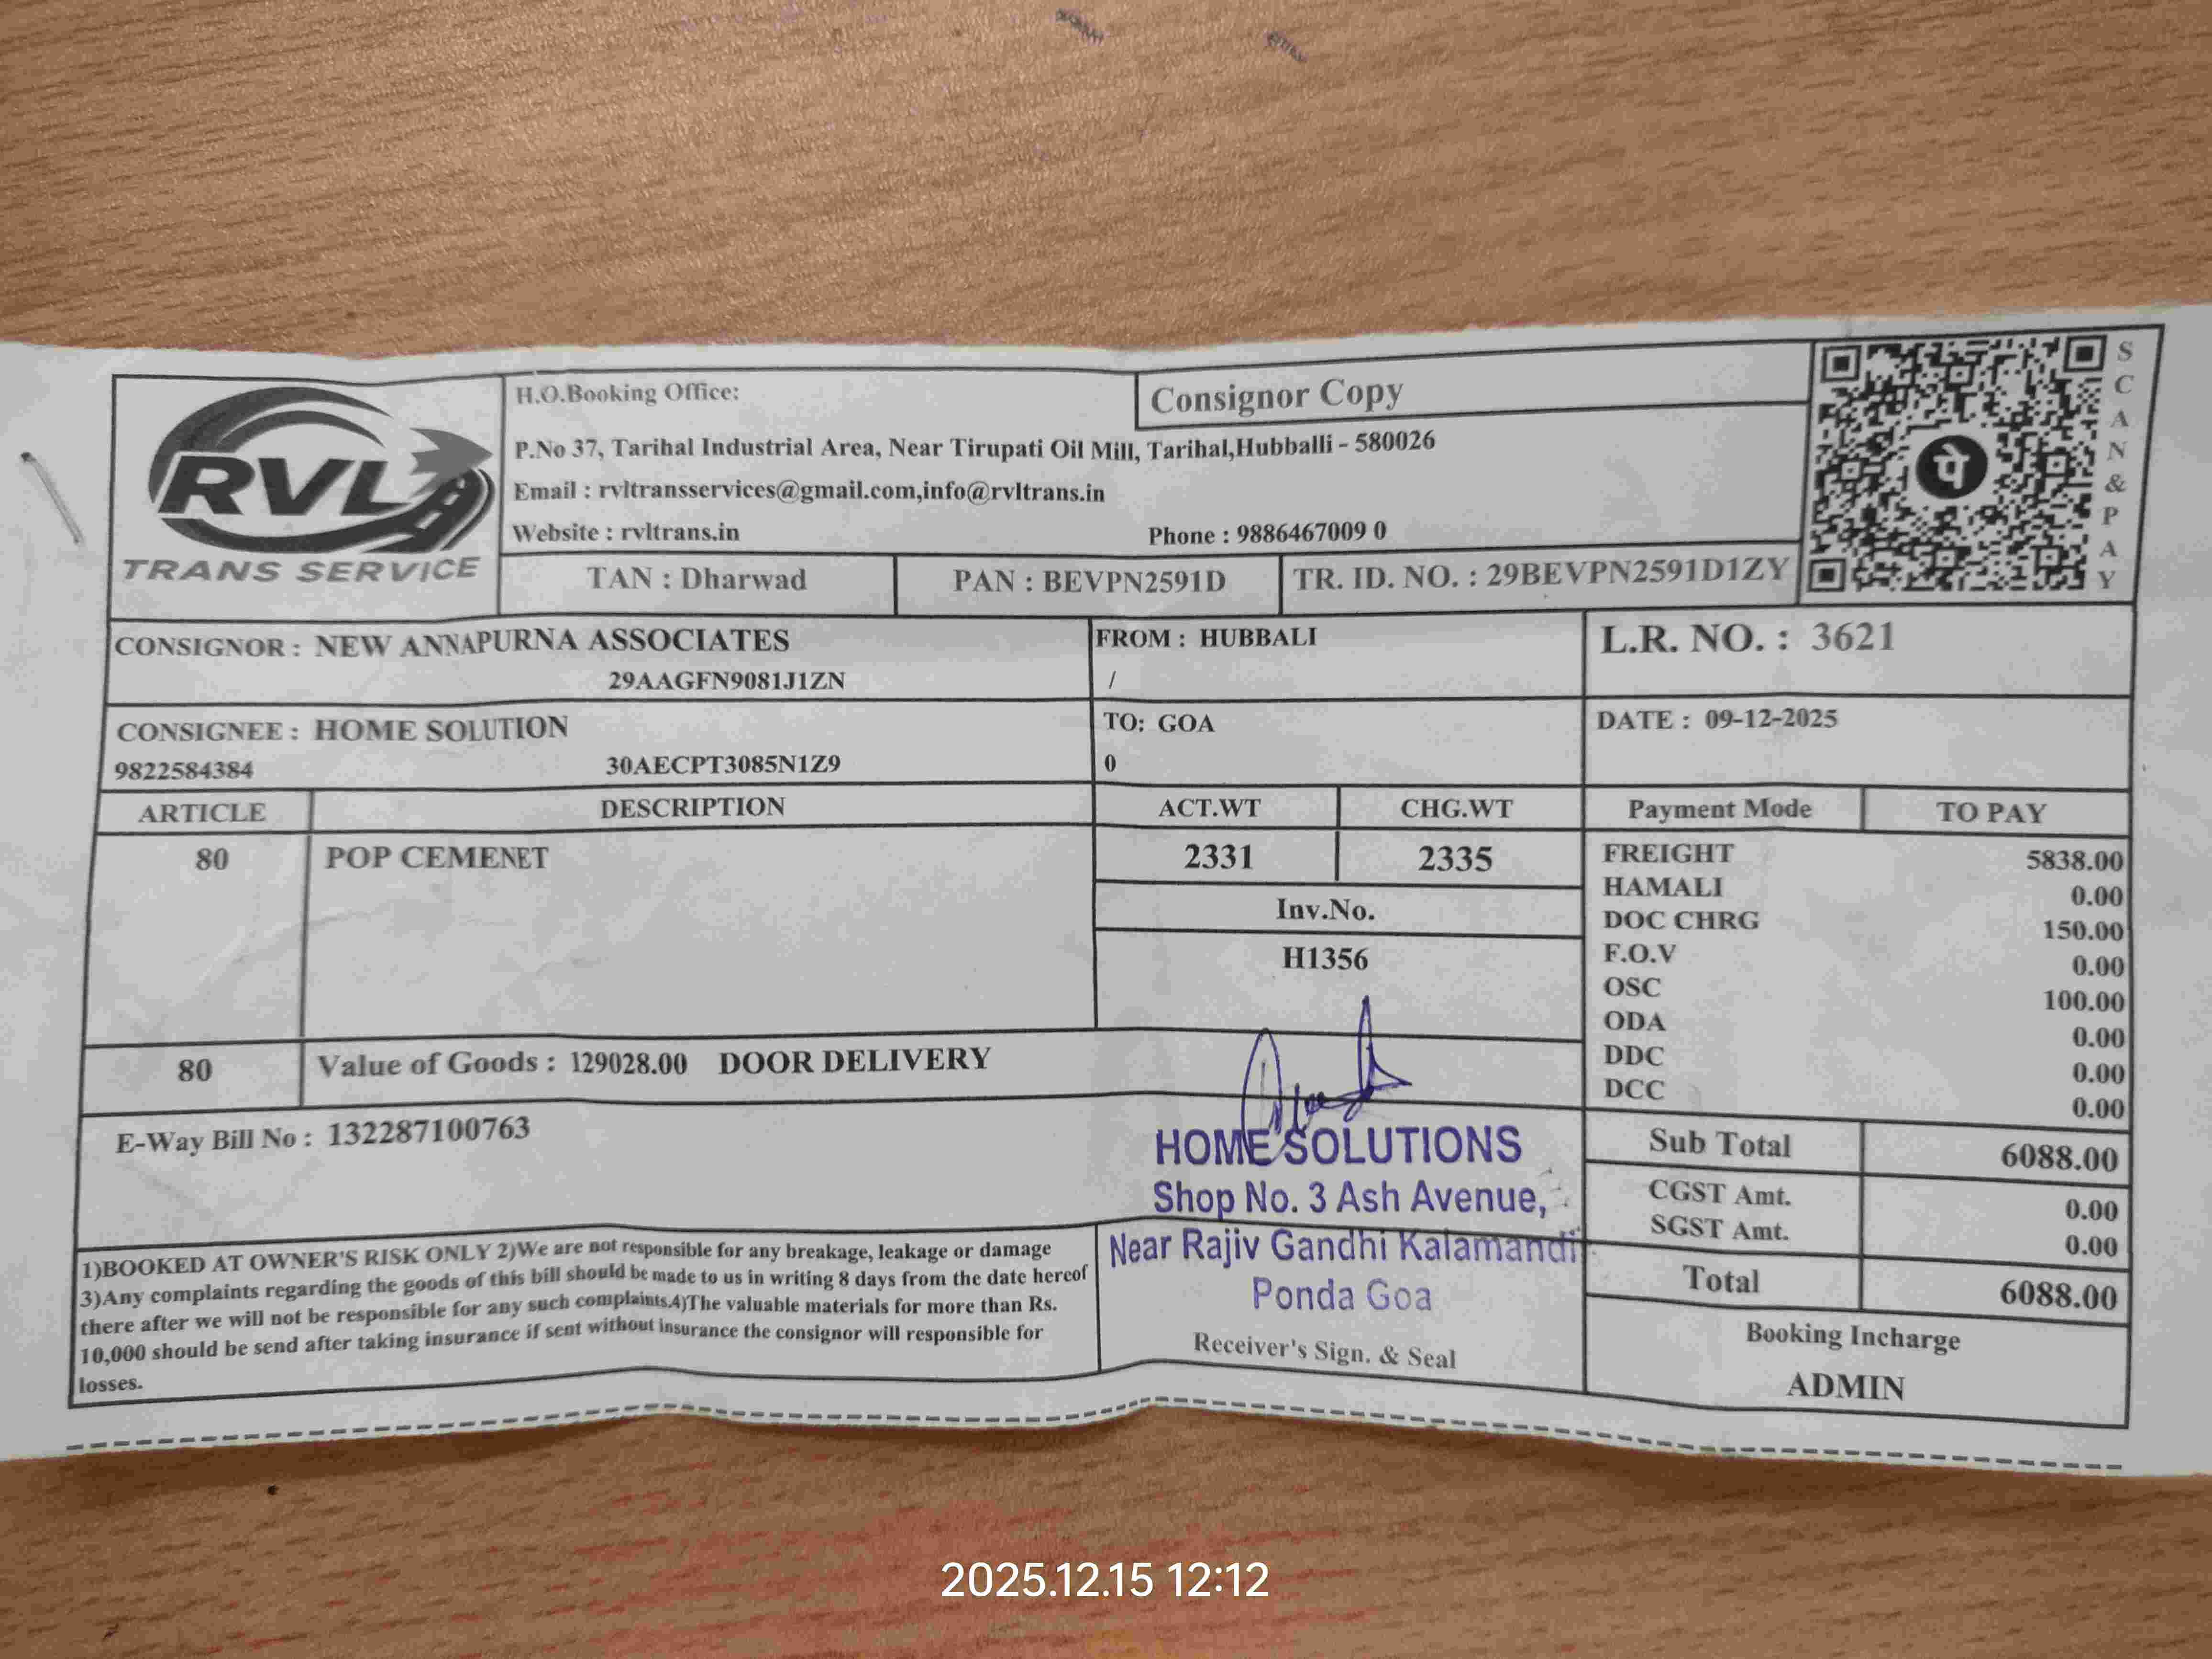 RVL
TRANS SERVICE
H.O.Booking Office:
Consignor Copy
P.No 37, Tarihal Industrial Area, Near Tirupati Oil Mill, Tarihal,Hubballi - 580026
Email : rvltransservices@gmail.com,info@rvltrans.in
Website : rvltrans.in Phone : 9886467009 0
TAN : Dharwad PAN : BEVPN2591D TR. ID. NO. : 29BEVPN2591D1ZY
पे
SCAN&PAY
CONSIGNOR : NEW ANNAPURNA ASSOCIATES
29AAGFN9081J1ZN
FROM : HUBBALI
/
L.R. NO. : 3621
CONSIGNEE : HOME SOLUTION
9822584384 30AECPT3085N1Z9
TO: GOA
0
DATE : 09-12-2025
ARTICLE DESCRIPTION ACT.WT CHG.WT Payment Mode TO PAY
80 POP CEMENET 2331 2335
Inv.No.
H1356
FREIGHT 5838.00
HAMALI 0.00
DOC CHRG 150.00
F.O.V 0.00
OSC 100.00
ODA 0.00
DDC 0.00
DCC 0.00
80 Value of Goods : 129028.00 DOOR DELIVERY
E-Way Bill No : 132287100763
Sub Total 6088.00
CGST Amt. 0.00
SGST Amt. 0.00
Total 6088.00
HOME SOLUTIONS
Shop No. 3 Ash Avenue,
Near Rajiv Gandhi Kalamandi
Ponda Goa
Receiver's Sign. & Seal
1)BOOKED AT OWNER'S RISK ONLY 2)We are not responsible for any breakage, leakage or damage
3)Any complaints regarding the goods of this bill should be made to us in writing 8 days from the date hereof
there after we will not be responsible for any such complaints.4)The valuable materials for more than Rs.
10,000 should be send after taking insurance if sent without insurance the consignor will responsible for
losses.
Booking Incharge
ADMIN
2025.12.15 12:12